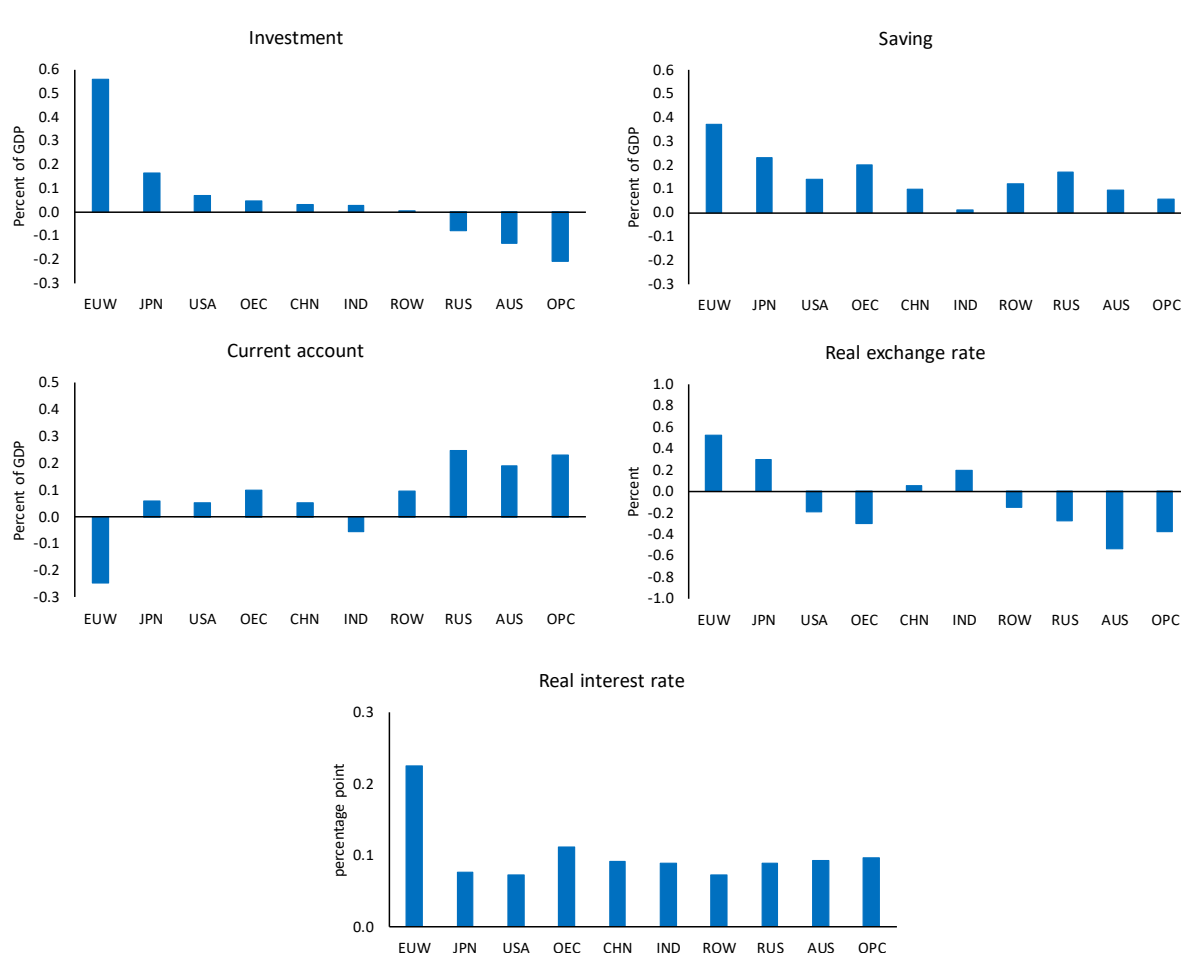 Investment
Percent of GDP
0.6
0.5
0.4
0.3
0.2
0.1
0.0
-0.1
-0.2
-0.3
EUW JPN USA OEC CHN IND ROW RUS AUS OPC
Saving
Percent of GDP
0.6
0.5
0.4
0.3
0.2
0.1
0.0
-0.1
-0.2
-0.3
EUW JPN USA OEC CHN IND ROW RUS AUS OPC
Current account
Percent of GDP
0.5
0.4
0.3
0.2
0.1
0.0
-0.1
-0.2
-0.3
EUW JPN USA OEC CHN IND ROW RUS AUS OPC
Real exchange rate
Percent
1.0
0.8
0.6
0.4
0.2
0.0
-0.2
-0.4
-0.6
-0.8
-1.0
EUW JPN USA OEC CHN IND ROW RUS AUS OPC
Real interest rate
percentage point
0.3
0.2
0.1
0.0
EUW JPN USA OEC CHN IND ROW RUS AUS OPC